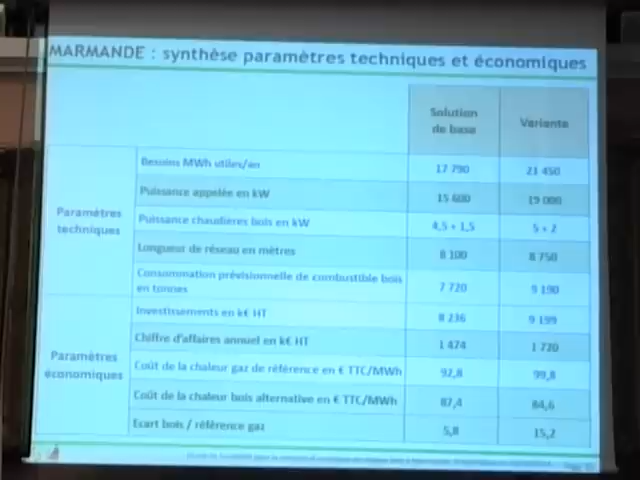 MARMANDE : synthèse paramètres techniques et économiques
Solution
de base
Variante
Paramètres
techniques
Besoins MWh utiles/an 17 790 21 450
Puissance appelée en kW 15 600 19 000
Puissance chaudières bois en kW 4,5 + 1,5 5 + 2
Longueur de réseau en mètres 8 100 8 750
Consommation prévisionnelle de combustible bois
en tonnes 7 720 9 190
Paramètres
économiques
Investissements en k€ HT 8 236 9 199
Chiffre d'affaires annuel en k€ HT 1 474 1 720
Coût de la chaleur gaz de référence en € TTC/MWh 92,8 99,8
Coût de la chaleur bois alternative en € TTC/MWh 87,4 84,6
Ecart bois / référence gaz 5,8 15,2